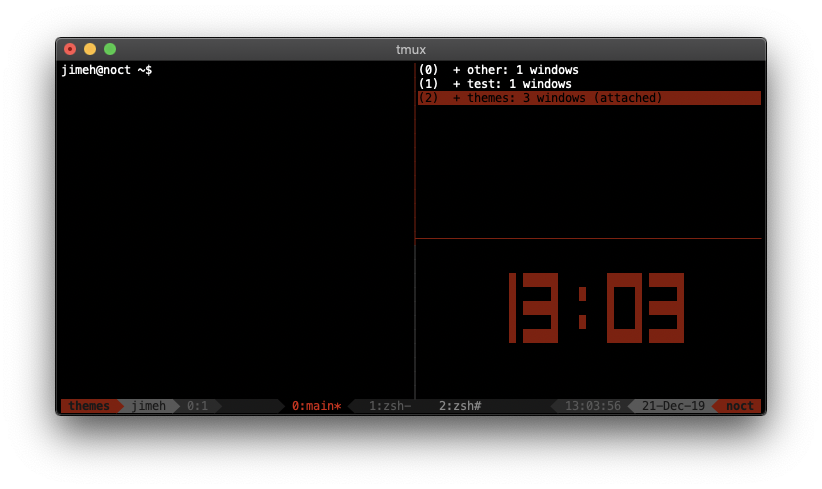 tmux
jimeh@noct ~$
(0)  + other: 1 windows
(1)  + test: 1 windows
(2)  + themes: 3 windows (attached)
13:03
themes jimeh 0:1 0:main* 1:zsh- 2:zsh# 13:03:56 21-Dec-19 noct